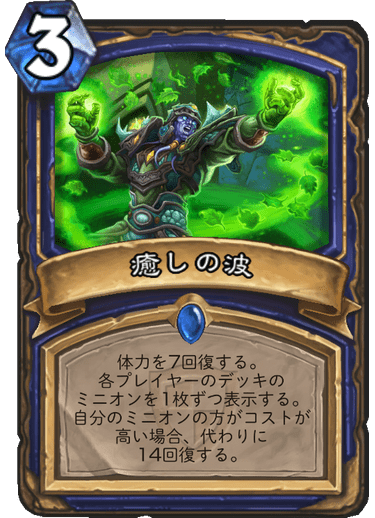 3
癒しの波
体力を7回復する。
各プレイヤーのデッキの
ミニオンを1枚ずつ表示する。
自分のミニオンの方がコストが
高い場合、代わりに
14回復する。